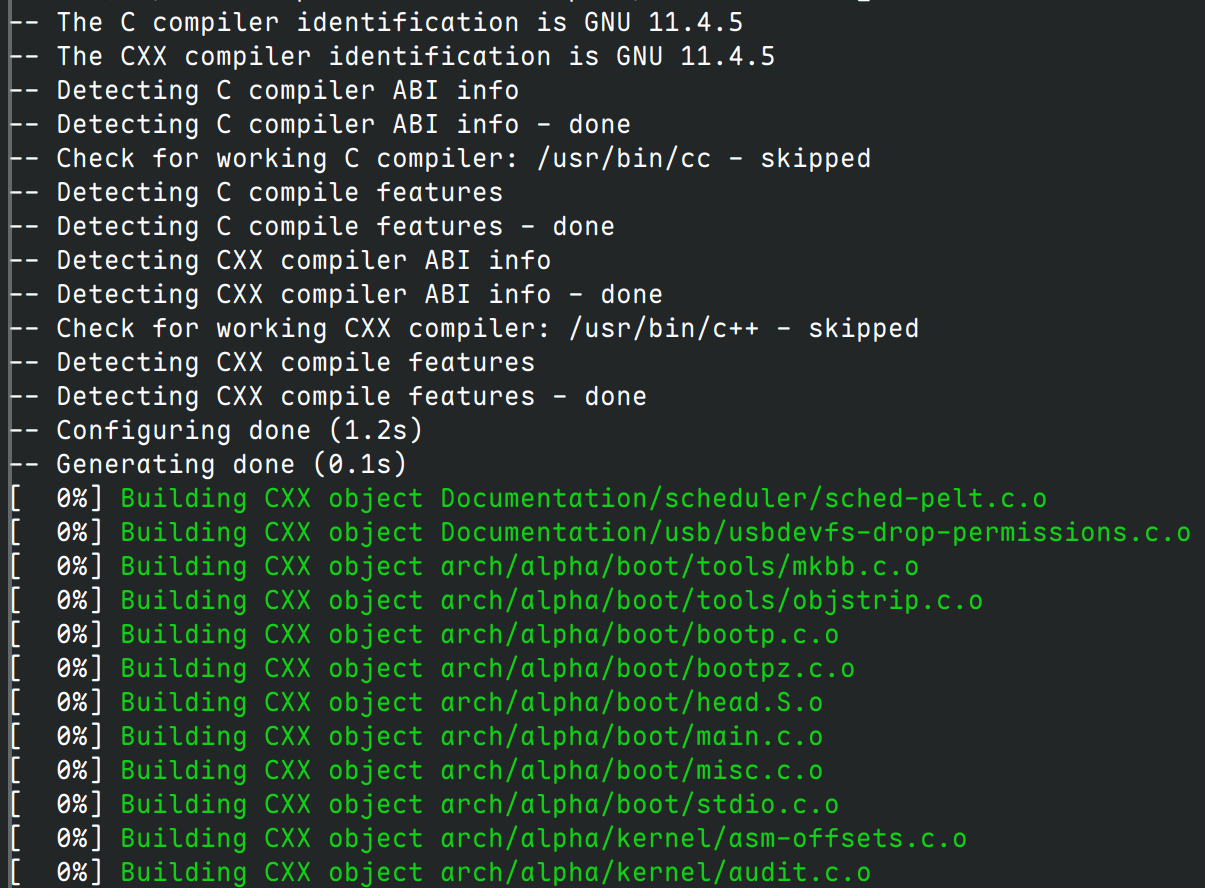 -- The C compiler identification is GNU 11.4.5
-- The CXX compiler identification is GNU 11.4.5
-- Detecting C compiler ABI info
-- Detecting C compiler ABI info - done
-- Check for working C compiler: /usr/bin/cc - skipped
-- Detecting C compile features
-- Detecting C compile features - done
-- Detecting CXX compiler ABI info
-- Detecting CXX compiler ABI info - done
-- Check for working CXX compiler: /usr/bin/c++ - skipped
-- Detecting CXX compile features
-- Detecting CXX compile features - done
-- Configuring done (1.2s)
-- Generating done (0.1s)
[  0%] Building CXX object Documentation/scheduler/sched-pelt.c.o
[  0%] Building CXX object Documentation/usb/usbdevfs-drop-permissions.c.o
[  0%] Building CXX object arch/alpha/boot/tools/mkbb.c.o
[  0%] Building CXX object arch/alpha/boot/tools/objstrip.c.o
[  0%] Building CXX object arch/alpha/boot/bootp.c.o
[  0%] Building CXX object arch/alpha/boot/bootpz.c.o
[  0%] Building CXX object arch/alpha/boot/head.S.o
[  0%] Building CXX object arch/alpha/boot/main.c.o
[  0%] Building CXX object arch/alpha/boot/misc.c.o
[  0%] Building CXX object arch/alpha/boot/stdio.c.o
[  0%] Building CXX object arch/alpha/kernel/asm-offsets.c.o
[  0%] Building CXX object arch/alpha/kernel/audit.c.o